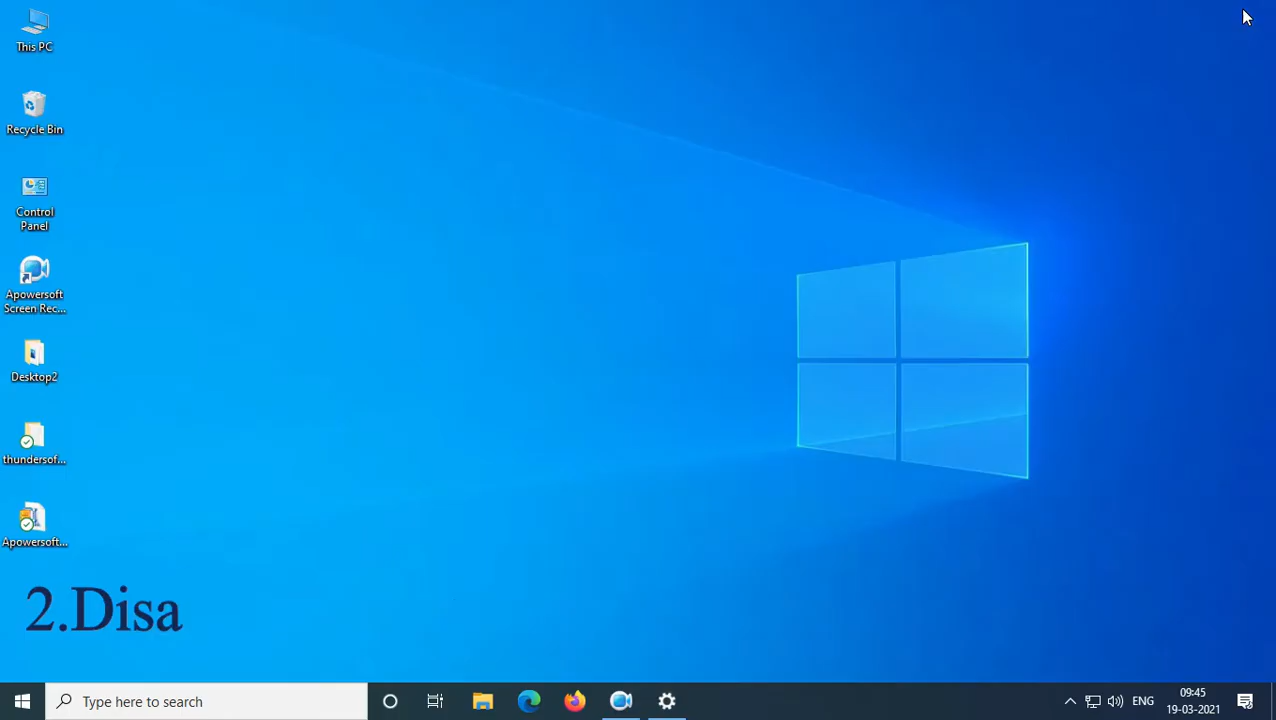 This PC
Recycle Bin
Control
Panel
Apowersoft
Screen Rec...
Desktop2
thundersof...
Apowersoft...
2.Disa
Type here to search
ENG
09:45
19-03-2021